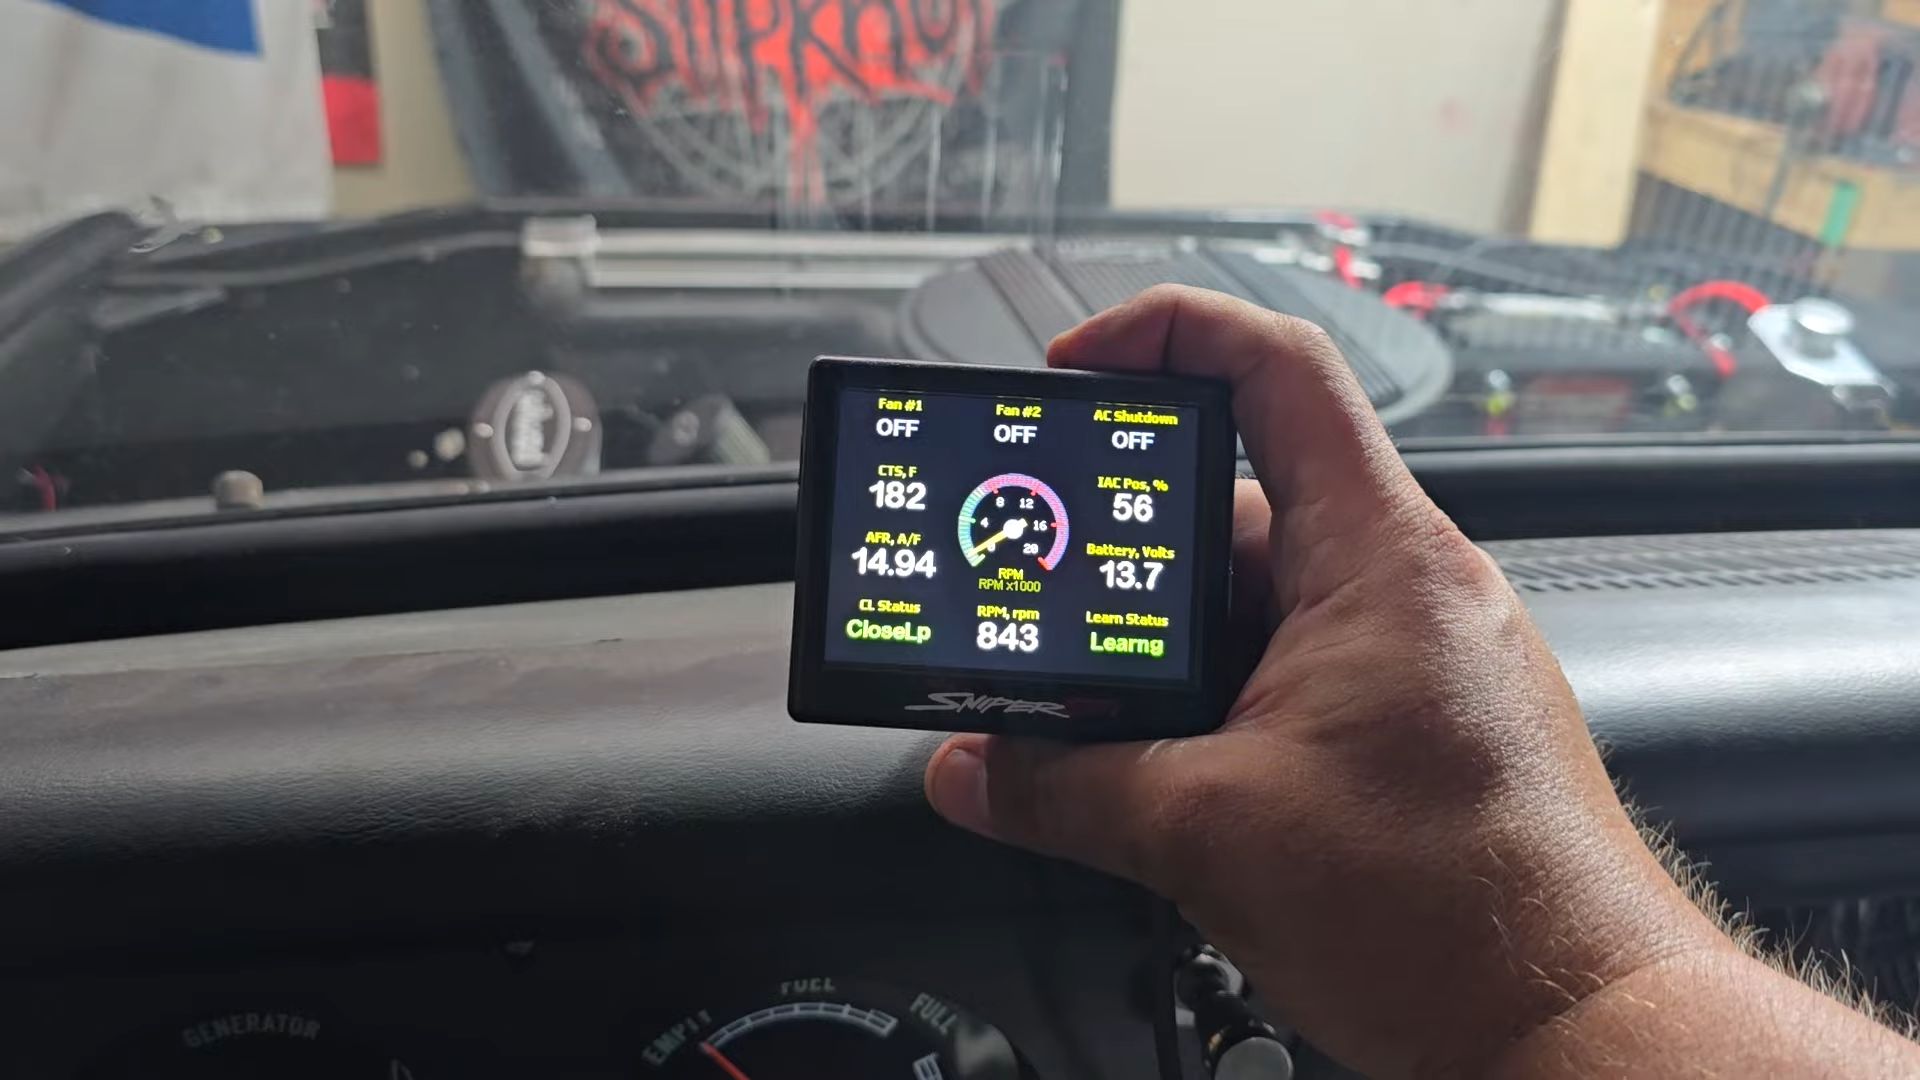 SLIPKNOT
Fan #1
OFF
Fan #2
OFF
AC Shutdown
OFF
CTS, F
182
IAC Pos, %
56
AFR, A/F
14.94
4
8
12
16
20
RPM
RPM x1000
Battery, Volts
13.7
CL Status
CloseLp
RPM, rpm
843
Learn Status
Learng
SNIPER
GENERATOR
EMPTY
FUEL
FULL